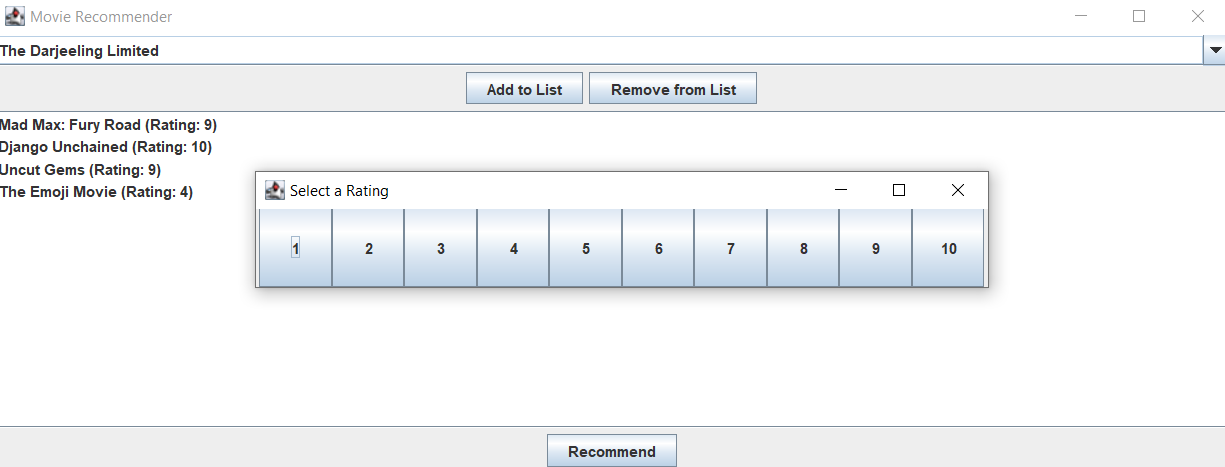 Movie Recommender
The Darjeeling Limited
Add to List Remove from List
Mad Max: Fury Road (Rating: 9)
Django Unchained (Rating: 10)
Uncut Gems (Rating: 9)
The Emoji Movie (Rating: 4)
Select a Rating
1 2 3 4 5 6 7 8 9 10
Recommend